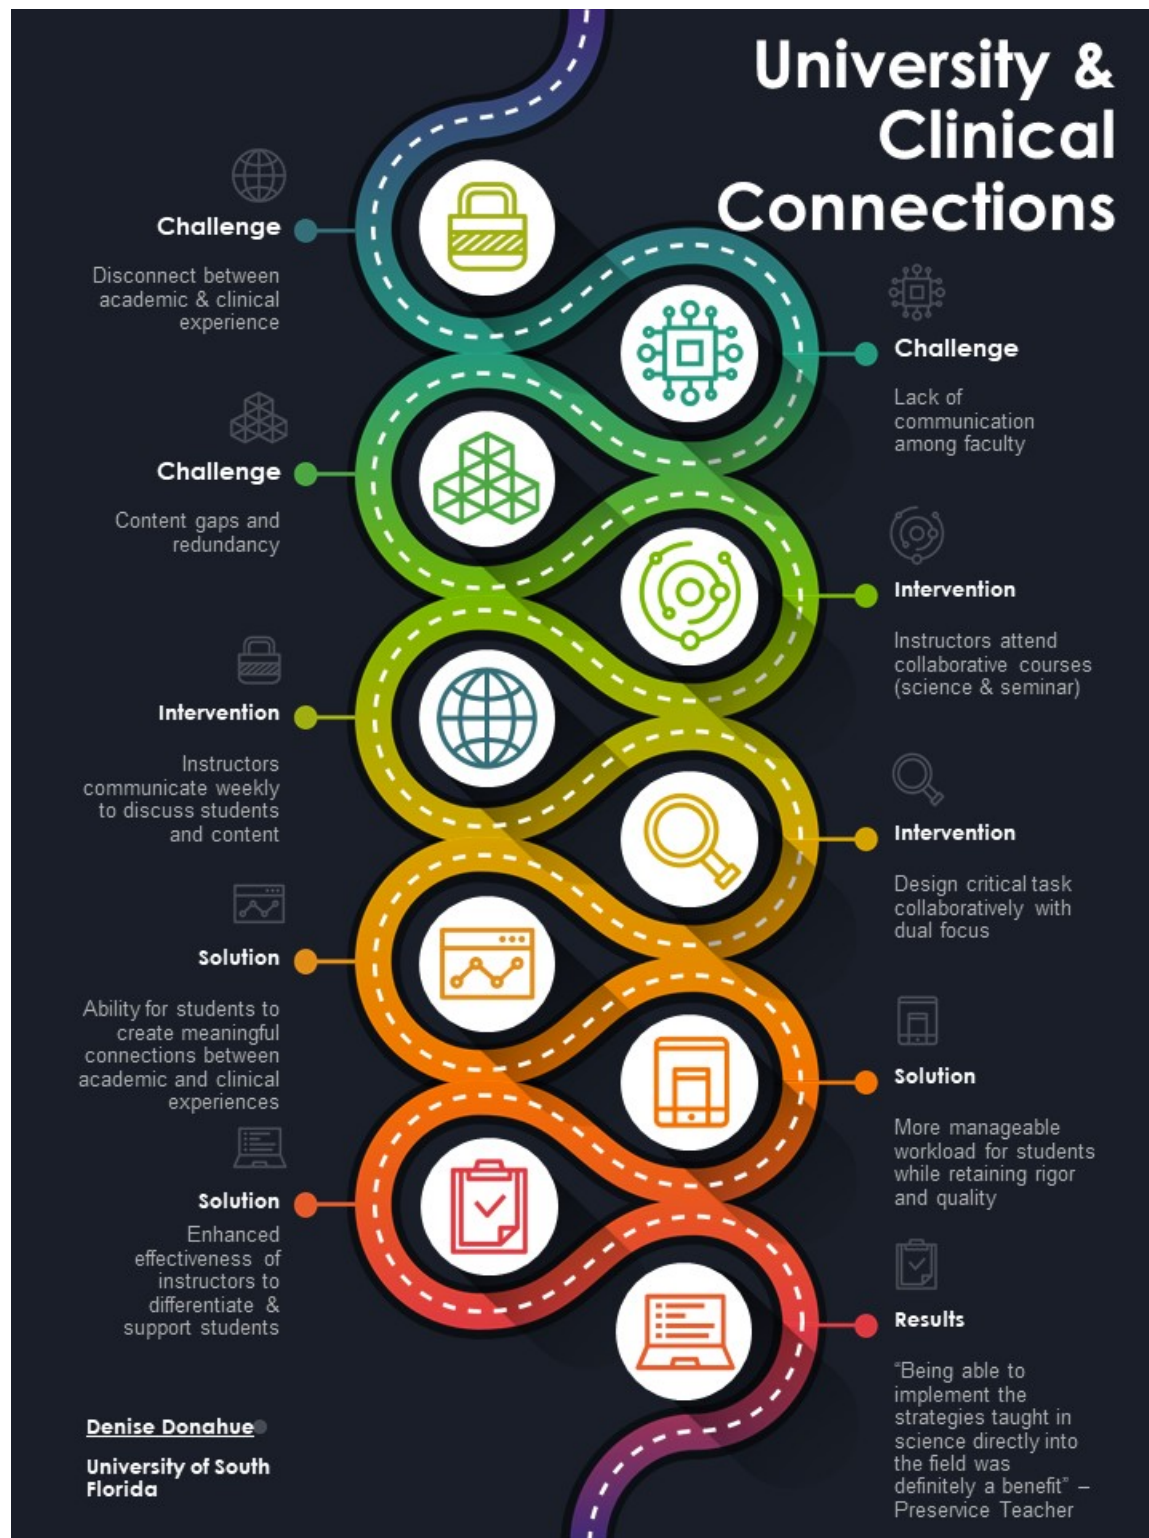 University &
Clinical
Connections
Challenge
Disconnect between
academic & clinical
experience
Challenge
Lack of
communication
among faculty
Challenge
Content gaps and
redundancy
Intervention
Instructors attend
collaborative courses
(science & seminar)
Intervention
Instructors
communicate weekly
to discuss students
and content
Intervention
Design critical task
collaboratively with
dual focus
Solution
Ability for students to
create meaningful
connections between
academic and clinical
experiences
Solution
More manageable
workload for students
while retaining rigor
and quality
Solution
Enhanced
effectiveness of
instructors to
differentiate &
support students
Results
“Being able to
implement the
strategies taught in
science directly into
the field was
definitely a benefit” –
Preservice Teacher
Denise Donahue
University of South
Florida